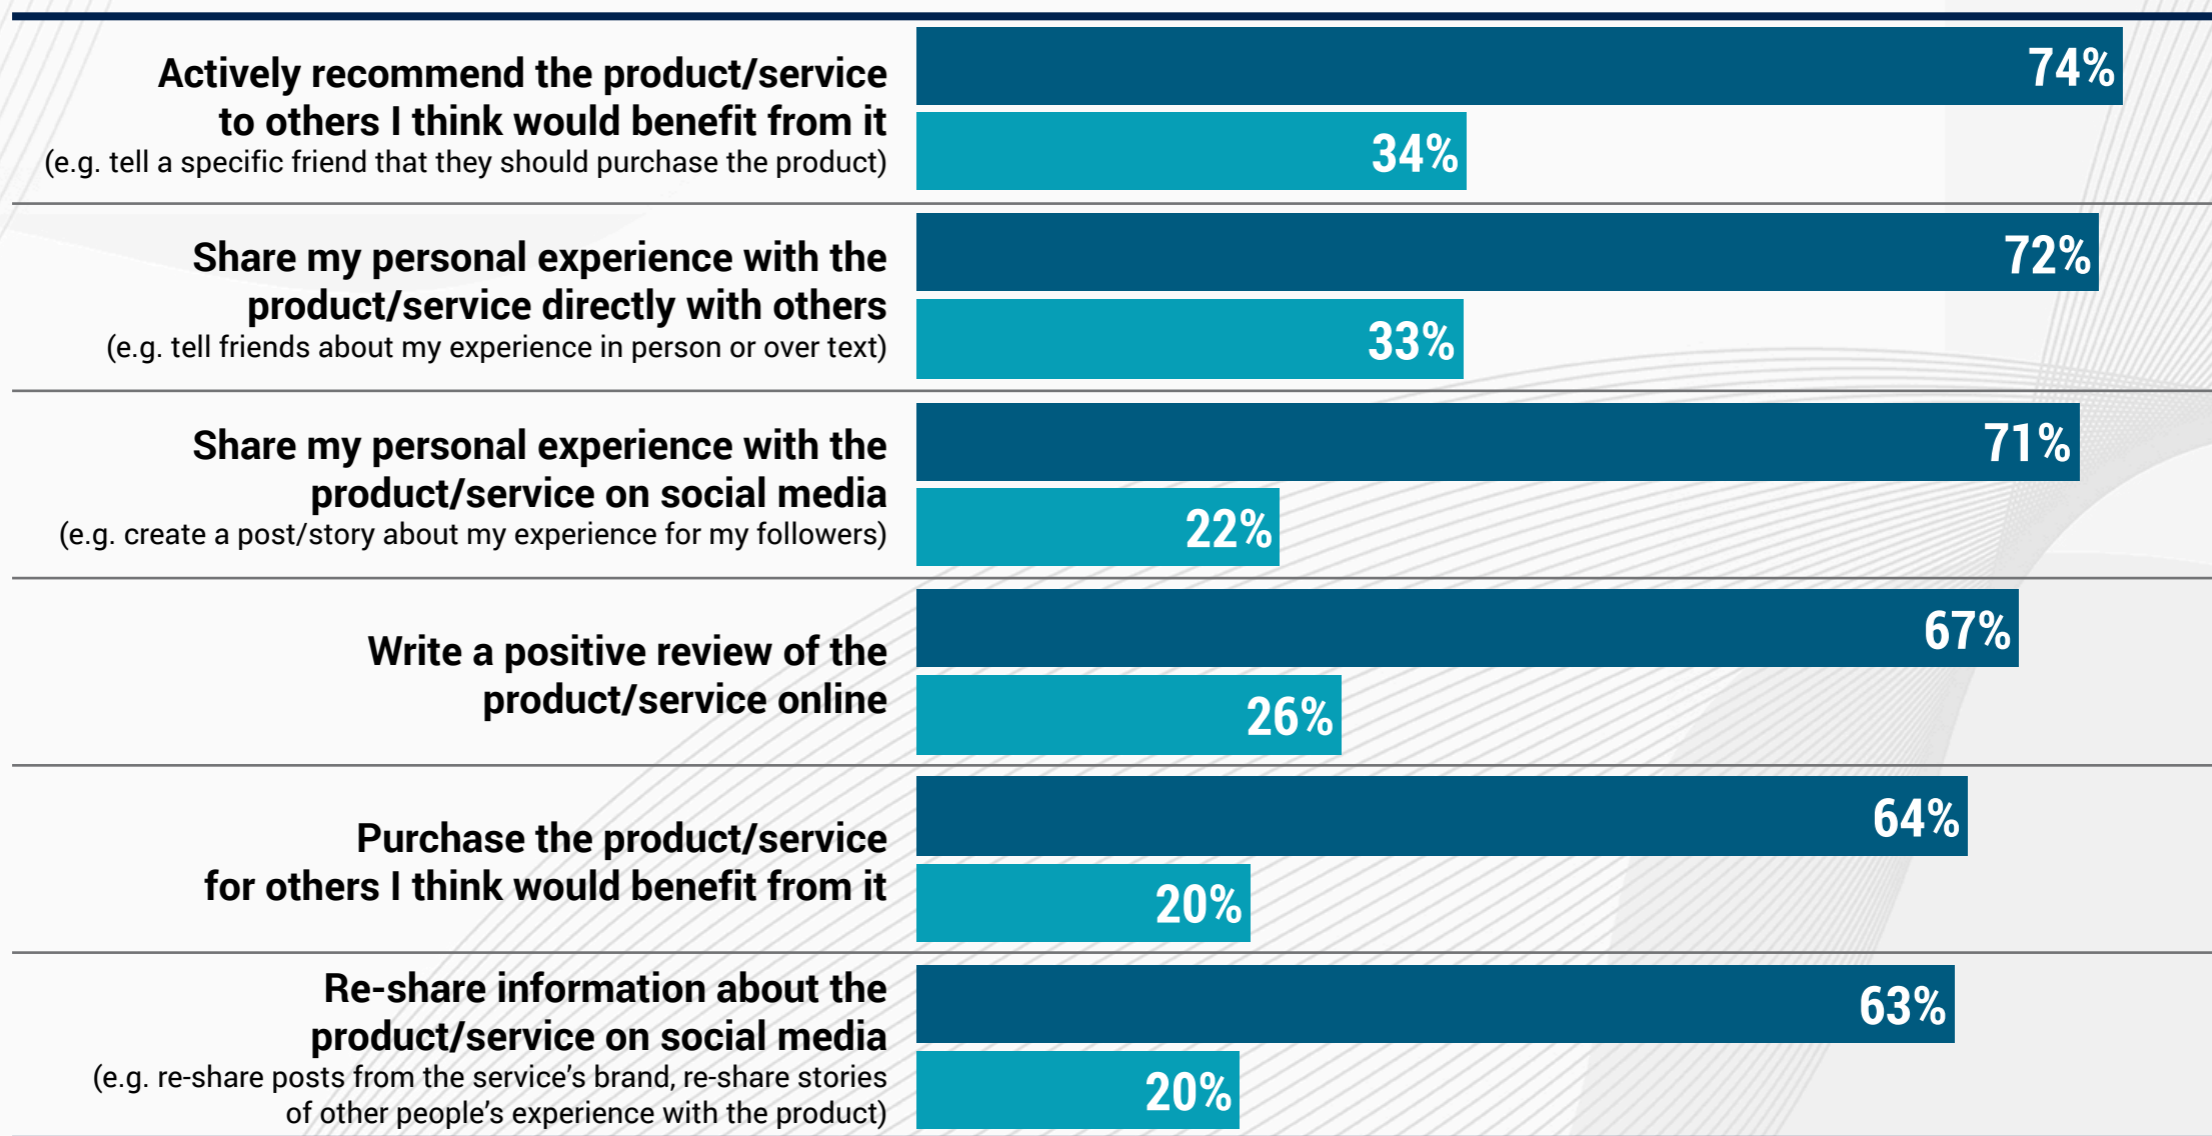 Actively recommend the product/service
to others I think would benefit from it
(e.g. tell a specific friend that they should purchase the product)
74%
34%
Share my personal experience with the
product/service directly with others
(e.g. tell friends about my experience in person or over text)
72%
33%
Share my personal experience with the
product/service on social media
(e.g. create a post/story about my experience for my followers)
71%
22%
Write a positive review of the
product/service online
67%
26%
Purchase the product/service
for others I think would benefit from it
64%
20%
Re-share information about the
product/service on social media
(e.g. re-share posts from the service’s brand, re-share stories
of other people’s experience with the product)
63%
20%